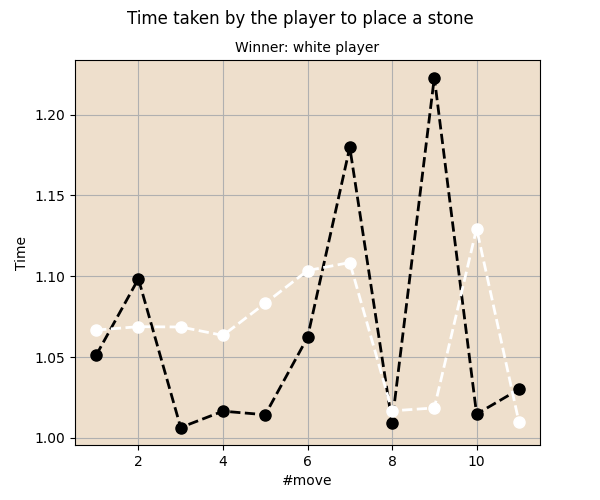 Time taken by the player to place a stone
Winner: white player
Time
1.20
1.15
1.10
1.05
1.00
2
4
6
8
10
#move